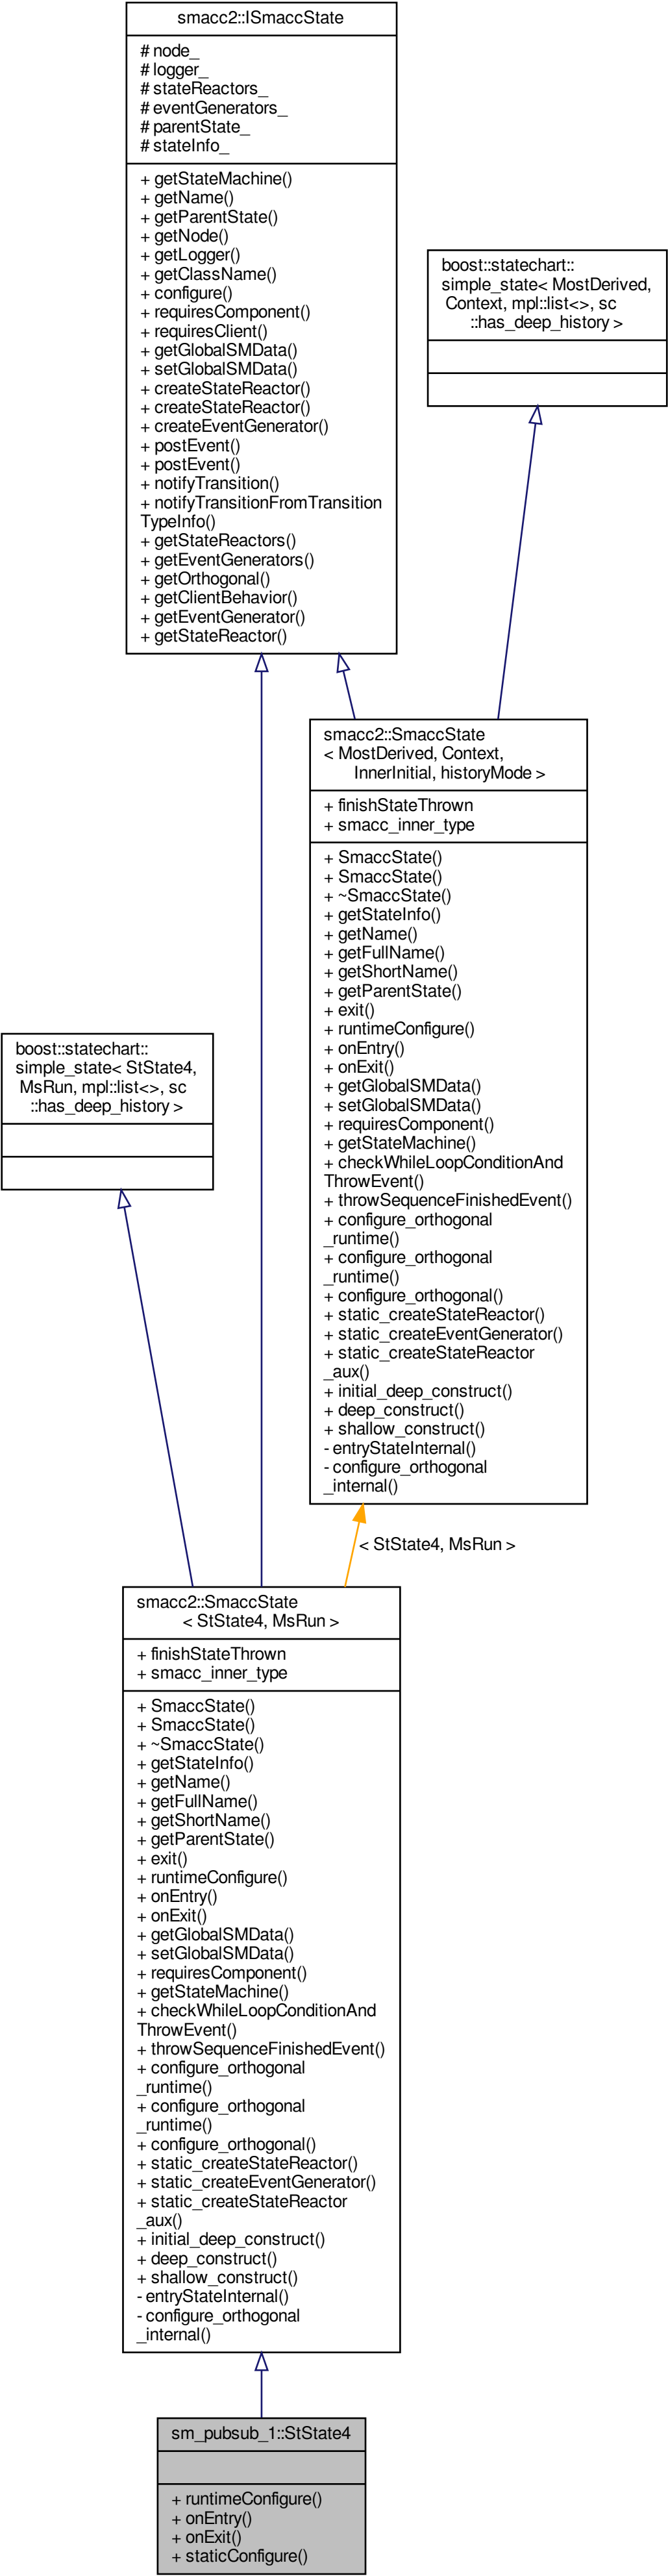 smacc2::ISmaccState
# node_
# logger_
# stateReactors_
# eventGenerators_
# parentState_
# stateInfo_
+ getStateMachine()
+ getName()
+ getParentState()
+ getNode()
+ getLogger()
+ getClassName()
+ configure()
+ requiresComponent()
+ requiresClient()
+ getGlobalSMData()
+ setGlobalSMData()
+ createStateReactor()
+ createStateReactor()
+ createEventGenerator()
+ postEvent()
+ postEvent()
+ notifyTransition()
+ notifyTransitionFromTransition
TypeInfo()
+ getStateReactors()
+ getEventGenerators()
+ getOrthogonal()
+ getClientBehavior()
+ getEventGenerator()
+ getStateReactor()
boost::statechart::
simple_state< MostDerived,
Context, mpl::list<>, sc
::has_deep_history >
smacc2::SmaccState
< MostDerived, Context,
InnerInitial, historyMode >
+ finishStateThrown
+ smacc_inner_type
+ SmaccState()
+ SmaccState()
+ ~SmaccState()
+ getStateInfo()
+ getName()
+ getFullName()
+ getShortName()
+ getParentState()
+ exit()
+ runtimeConfigure()
+ onEntry()
+ onExit()
+ getGlobalSMData()
+ setGlobalSMData()
+ requiresComponent()
+ getStateMachine()
+ checkWhileLoopConditionAnd
ThrowEvent()
+ throwSequenceFinishedEvent()
+ configure_orthogonal
_runtime()
+ configure_orthogonal
_runtime()
+ configure_orthogonal()
+ static_createStateReactor()
+ static_createEventGenerator()
+ static_createStateReactor
_aux()
+ initial_deep_construct()
+ deep_construct()
+ shallow_construct()
- entryStateInternal()
- configure_orthogonal
_internal()
boost::statechart::
simple_state< StState4,
MsRun, mpl::list<>, sc
::has_deep_history >
< StState4, MsRun >
smacc2::SmaccState
< StState4, MsRun >
+ finishStateThrown
+ smacc_inner_type
+ SmaccState()
+ SmaccState()
+ ~SmaccState()
+ getStateInfo()
+ getName()
+ getFullName()
+ getShortName()
+ getParentState()
+ exit()
+ runtimeConfigure()
+ onEntry()
+ onExit()
+ getGlobalSMData()
+ setGlobalSMData()
+ requiresComponent()
+ getStateMachine()
+ checkWhileLoopConditionAnd
ThrowEvent()
+ throwSequenceFinishedEvent()
+ configure_orthogonal
_runtime()
+ configure_orthogonal
_runtime()
+ configure_orthogonal()
+ static_createStateReactor()
+ static_createEventGenerator()
+ static_createStateReactor
_aux()
+ initial_deep_construct()
+ deep_construct()
+ shallow_construct()
- entryStateInternal()
- configure_orthogonal
_internal()
sm_pubsub_1::StState4
+ runtimeConfigure()
+ onEntry()
+ onExit()
+ staticConfigure()